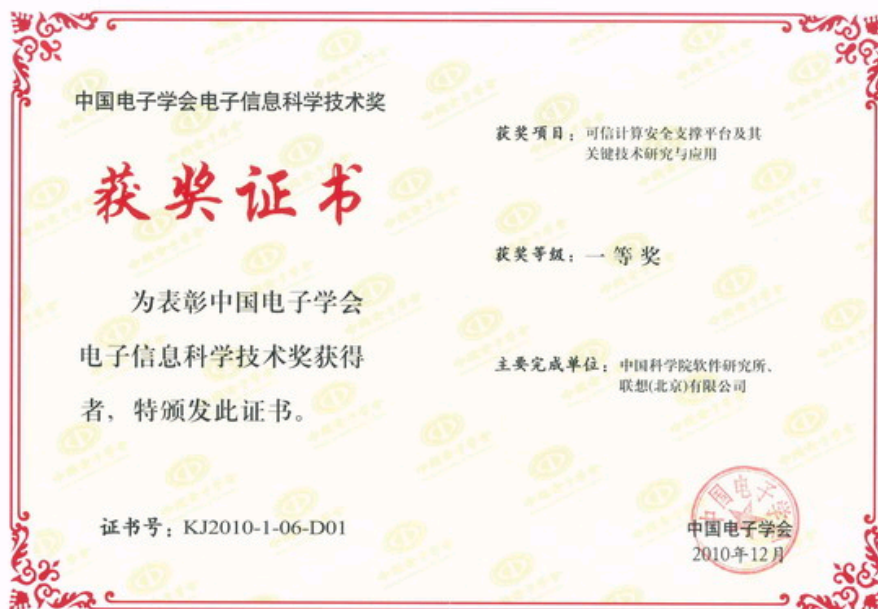 中国电子学会电子信息科学技术奖
获奖证书
为表彰中国电子学会
电子信息科学技术奖获得
者，特颁发此证书。
证书号：KJ2010-1-06-D01
获奖项目：可信计算安全支撑平台及其
关键技术研究与应用
获奖等级：一等奖
主要完成单位：中国科学院软件研究所、
联想(北京)有限公司
中国电子学会
中国电子学会
2010年12月